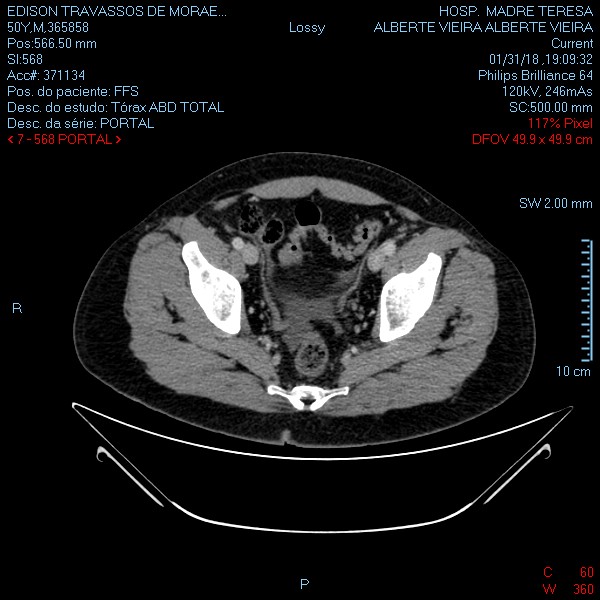 EDISON TRAVASSOS DE MORAE...
50Y,M,365858
Pos:566.50 mm
SI:568
Acc#: 371134
Pos. do paciente: FFS
Desc. do estudo: Tórax ABD TOTAL
Desc. da série: PORTAL
< 7 - 568 PORTAL >
Lossy
HOSP. MADRE TERESA
ALBERTE VIEIRA ALBERTE VIEIRA
Current
01/31/18 ,19:09:32
Philips Brilliance 64
120kV, 246mAs
SC:500.00 mm
117% Pixel
DFOV 49.9 x 49.9 cm
SW 2.00 mm
R
10 cm
P
C 60
W 360